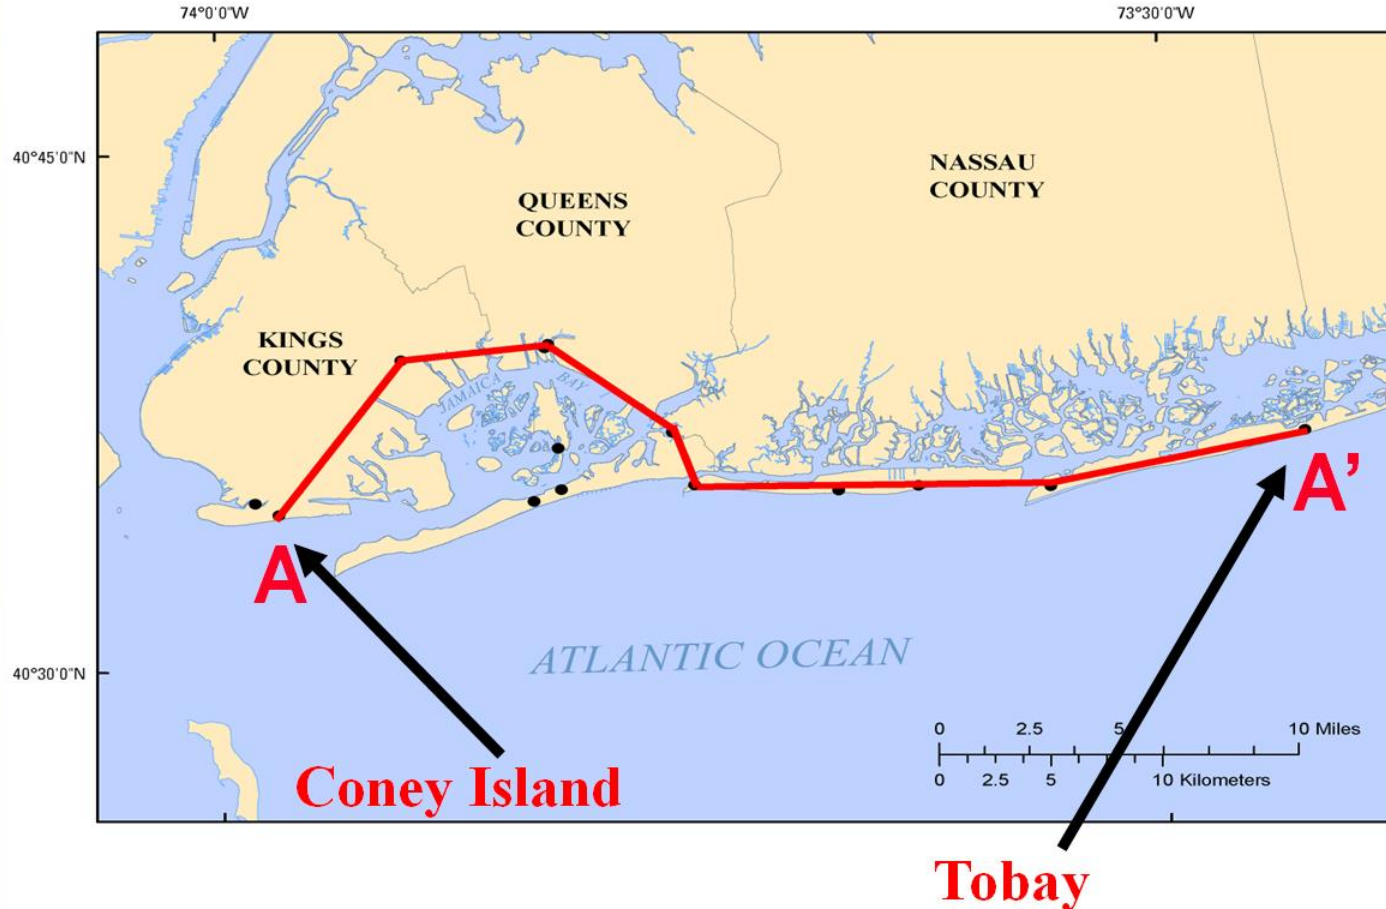 74°0'0"W
73°30'0"W
40°45'0"N
NASSAU
COUNTY
QUEENS
COUNTY
KINGS
COUNTY
JAMAICA BAY
A'
A
ATLANTIC OCEAN
40°30'0"N
0 2.5 5 10 Miles
0 2.5 5 10 Kilometers
Coney Island
Tobay